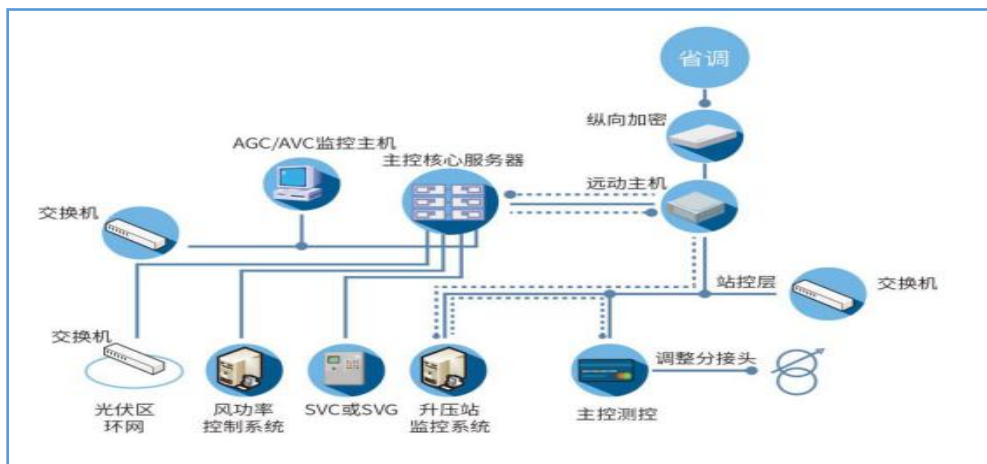 省调
纵向加密
AGC/AVC监控主机
主控核心服务器
远动主机
交换机
站控层
交换机
交换机
调整分接头
光伏区
环网
风功率
控制系统
SVC或SVG
升压站
监控系统
主控测控